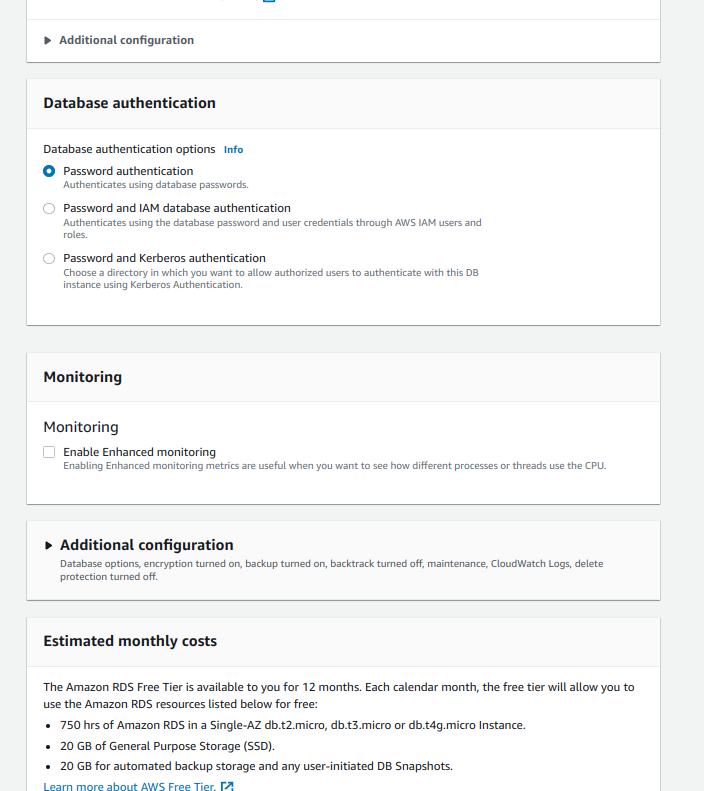 Additional configuration
Database authentication
Database authentication options Info
Password authentication
Authenticates using database passwords.
Password and IAM database authentication
Authenticates using the database password and user credentials through AWS IAM users and
roles.
Password and Kerberos authentication
Choose a directory in which you want to allow authorized users to authenticate with this DB
instance using Kerberos Authentication.
Monitoring
Monitoring
Enable Enhanced monitoring
Enabling Enhanced monitoring metrics are useful when you want to see how different processes or threads use the CPU.
Additional configuration
Database options, encryption turned on, backup turned on, backtrack turned off, maintenance, CloudWatch Logs, delete
protection turned off.
Estimated monthly costs
The Amazon RDS Free Tier is available to you for 12 months. Each calendar month, the free tier will allow you to
use the Amazon RDS resources listed below for free:
• 750 hrs of Amazon RDS in a Single-AZ db.t2.micro, db.t3.micro or db.t4g.micro Instance.
• 20 GB of General Purpose Storage (SSD).
• 20 GB for automated backup storage and any user-initiated DB Snapshots.
Learn more about AWS Free Tier.